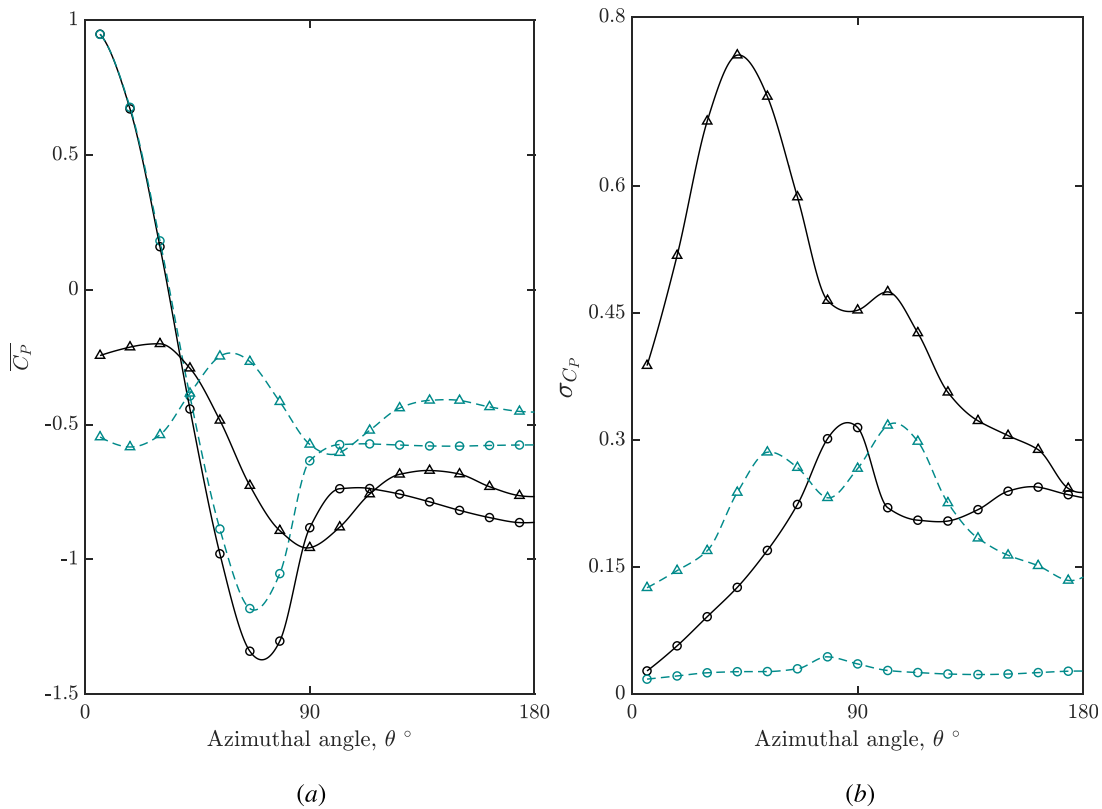 1
0.5
0
-0.5
-1
-1.5
0 90 180
C_P
Azimuthal angle, θ °
(a)
0.8
0.6
0.45
0.3
0.15
0
0 90 180
σ_{C_P}
Azimuthal angle, θ °
(b)